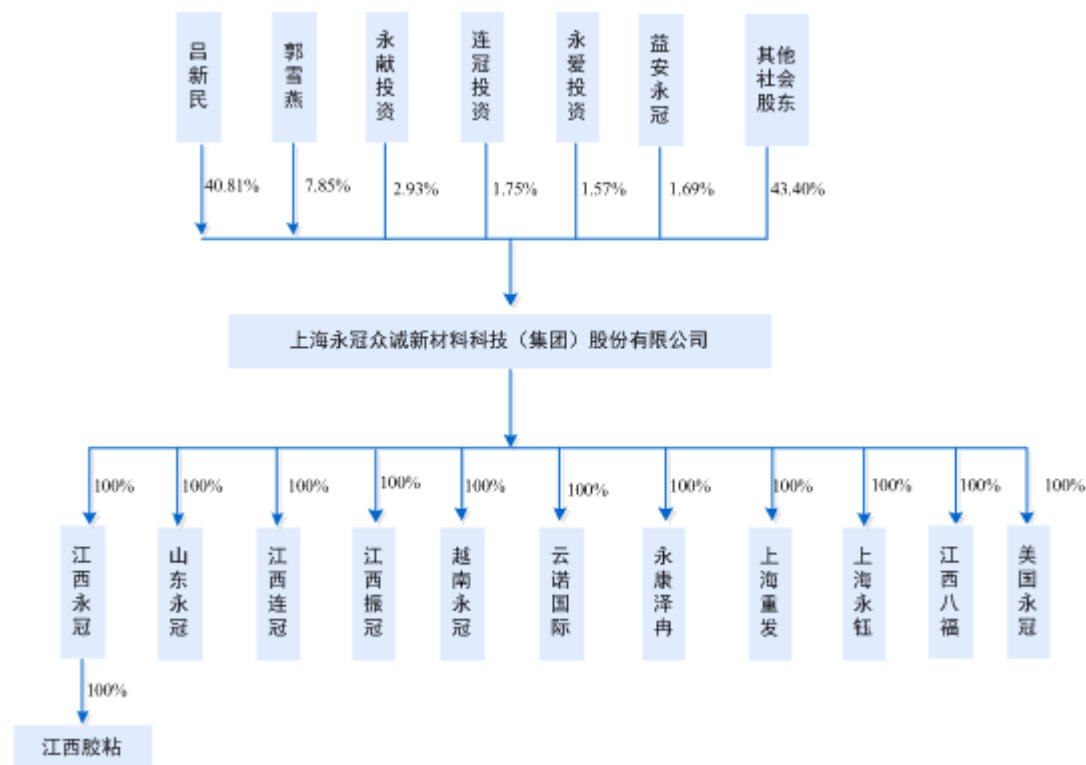 吕新民
郭雪燕
永献投资
连冠投资
永爱投资
益安永冠
其他社会股东
40.81%
7.85%
2.93%
1.75%
1.57%
1.69%
43.40%
上海永冠众诚新材料科技（集团）股份有限公司
100%
100%
100%
100%
100%
100%
100%
100%
100%
100%
100%
江西永冠
山东永冠
江西连冠
江西振冠
越南永冠
云诺国际
永康泽冉
上海重发
上海永钰
江西八福
美国永冠
100%
江西胶粘